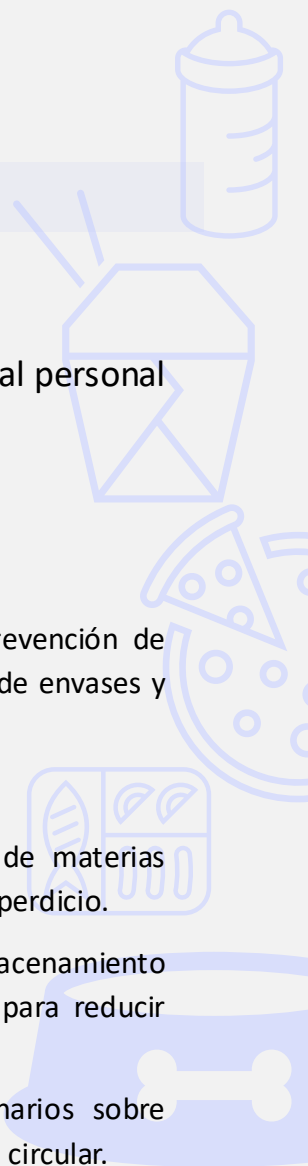 al personal
revención de
de envases y
de materias
perdicio.
acenamiento
para reducir
narios sobre
circular.